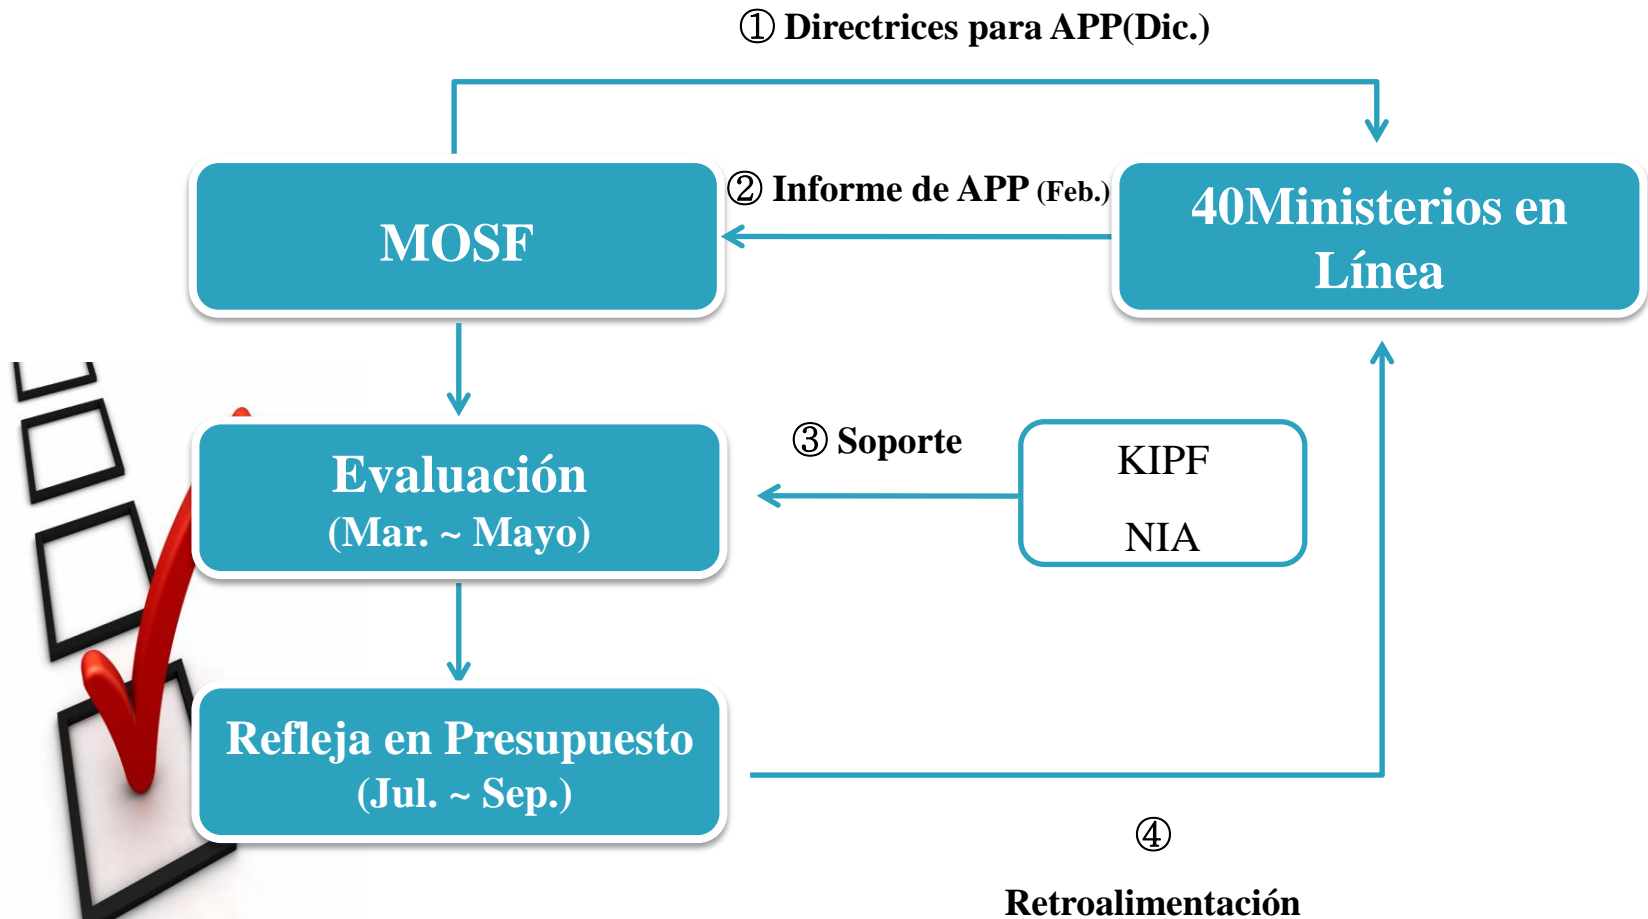 ① Directrices para APP(Dic.)
② Informe de APP (Feb.)
MOSF
40Ministerios en
Línea
③ Soporte
Evaluación
(Mar. ~ Mayo)
KIPF
NIA
Refleja en Presupuesto
(Jul. ~ Sep.)
④
Retroalimentación